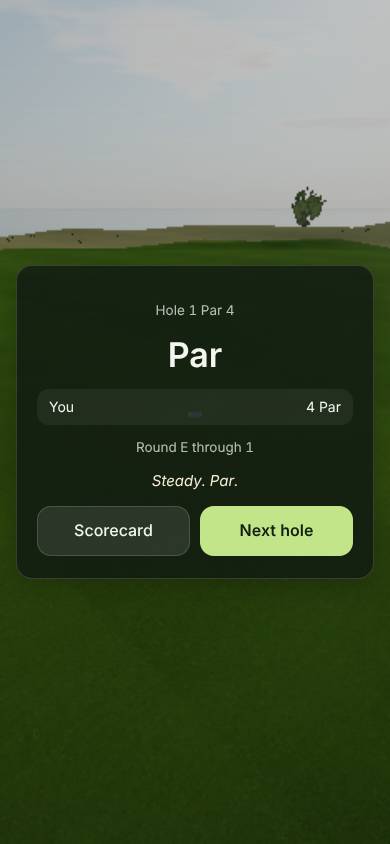 Hole 1 Par 4
Par
You 4 Par
Round E through 1
Steady. Par.
Scorecard Next hole